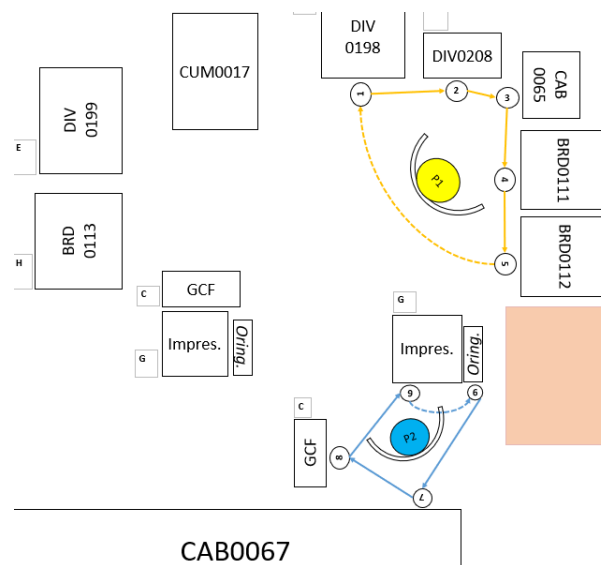 DIV
0198
CUM0017
DIV0208
CAB
0065
DIV
0199
E
1
2
3
P1
4
BRD0111
BRD
0113
H
5
BRD0112
C
GCF
G
Impres.
Oring.
G
Impres.
Oring.
9
6
C
GCF
P2
8
7
CAB0067